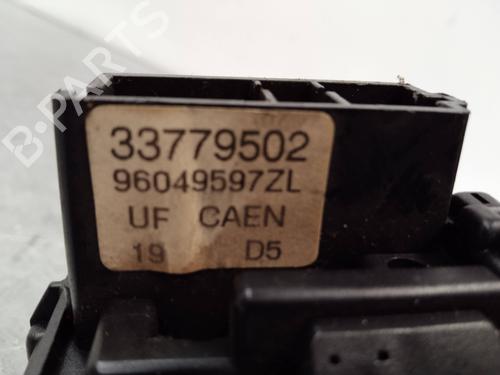 B-PARTS
33779502
96049597ZL
UF CAEN
19 D5